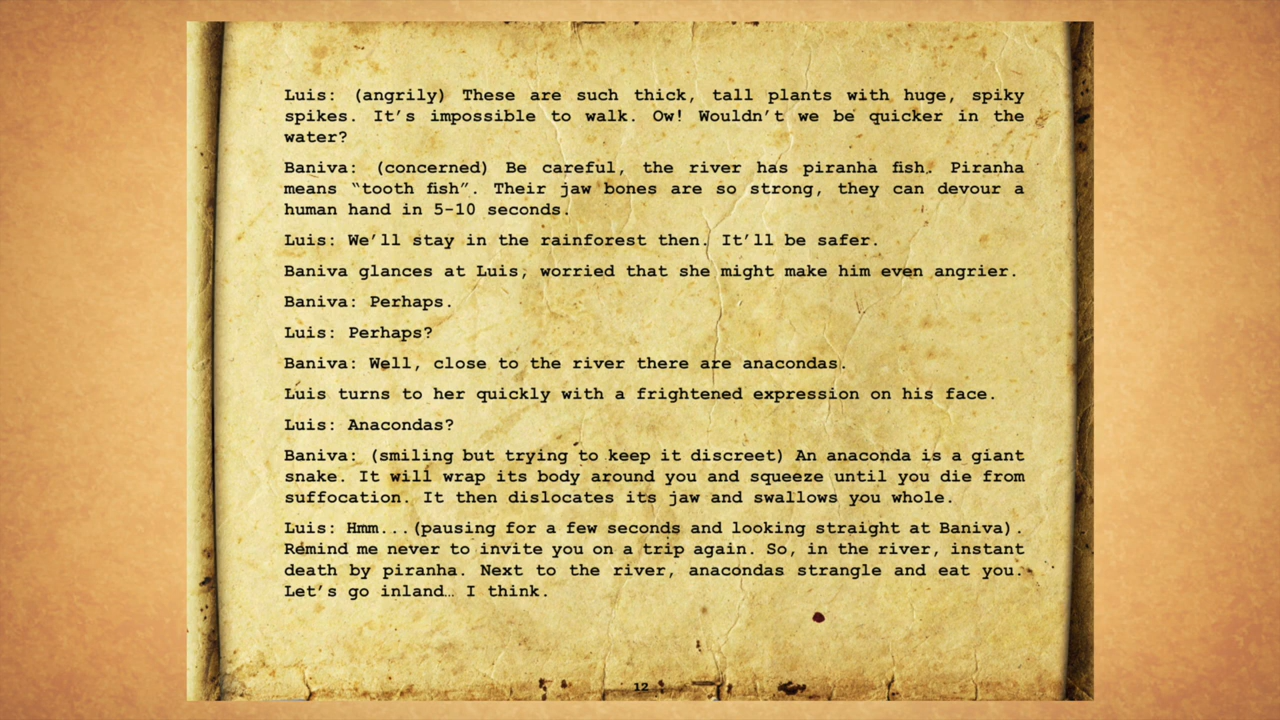 Luis: (angrily) These are such thick, tall plants with huge, spiky
spikes. It’s impossible to walk. Ow! Wouldn’t we be quicker in the
water?
Baniva: (concerned) Be careful, the river has piranha fish. Piranha
means “tooth fish”. Their jaw bones are so strong, they can devour a
human hand in 5-10 seconds.
Luis: We’ll stay in the rainforest then. It’ll be safer.
Baniva glances at Luis, worried that she might make him even angrier.
Baniva: Perhaps.
Luis: Perhaps?
Baniva: Well, close to the river there are anacondas.
Luis turns to her quickly with a frightened expression on his face.
Luis: Anacondas?
Baniva: (smiling but trying to keep it discreet) An anaconda is a giant
snake. It will wrap its body around you and squeeze until you die from
suffocation. It then dislocates its jaw and swallows you whole.
Luis: Hmm...(pausing for a few seconds and looking straight at Baniva).
Remind me never to invite you on a trip again. So, in the river, instant
death by piranha. Next to the river, anacondas strangle and eat you.
Let’s go inland… I think.
12